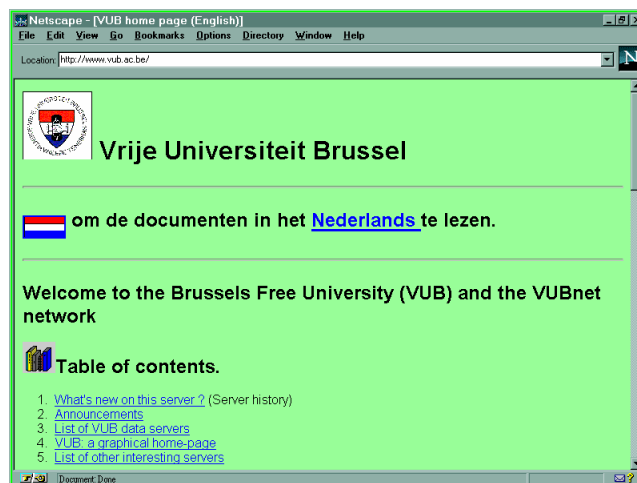 Netscape - [VUB home page (English)]
File Edit View Go Bookmarks Options Directory Window Help
Location: http://www.vub.ac.be/
N
Vrije Universiteit Brussel
om de documenten in het Nederlands te lezen.
Welcome to the Brussels Free University (VUB) and the VUBnet
network
Table of contents.
1. What's new on this server ? (Server history)
2. Announcements
3. List of VUB data servers
4. VUB: a graphical home-page
5. List of other interesting servers
Document: Done